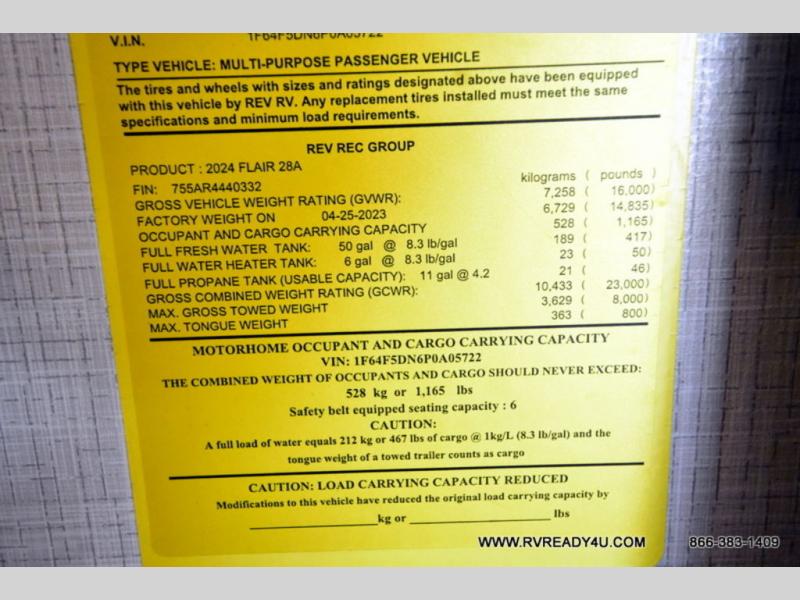 V.I.N. 1F64F5DN6P0A05722
TYPE VEHICLE: MULTI-PURPOSE PASSENGER VEHICLE
The tires and wheels with sizes and ratings designated above have been equipped
with this vehicle by REV RV. Any replacement tires installed must meet the same
specifications and minimum load requirements.
REV REC GROUP
PRODUCT : 2024 FLAIR 28A
kilograms ( pounds )
FIN: 755AR4440332
GROSS VEHICLE WEIGHT RATING (GVWR): 7,258 ( 16,000)
FACTORY WEIGHT ON 04-25-2023 6,729 ( 14,835)
OCCUPANT AND CARGO CARRYING CAPACITY 528 ( 1,165)
FULL FRESH WATER TANK: 50 gal @ 8.3 lb/gal 189 ( 417)
FULL WATER HEATER TANK: 6 gal @ 8.3 lb/gal 23 ( 50)
FULL PROPANE TANK (USABLE CAPACITY): 11 gal @ 4.2 21 ( 46)
GROSS COMBINED WEIGHT RATING (GCWR): 10,433 ( 23,000)
MAX. GROSS TOWED WEIGHT 3,629 ( 8,000)
MAX. TONGUE WEIGHT 363 ( 800)
MOTORHOME OCCUPANT AND CARGO CARRYING CAPACITY
VIN: 1F64F5DN6P0A05722
THE COMBINED WEIGHT OF OCCUPANTS AND CARGO SHOULD NEVER EXCEED:
528 kg or 1,165 lbs
Safety belt equipped seating capacity : 6
CAUTION:
A full load of water equals 212 kg or 467 lbs of cargo @ 1kg/L (8.3 lb/gal) and the
tongue weight of a towed trailer counts as cargo
CAUTION: LOAD CARRYING CAPACITY REDUCED
Modifications to this vehicle have reduced the original load carrying capacity by
kg or lbs
WWW.RVREADY4U.COM 866-383-1409